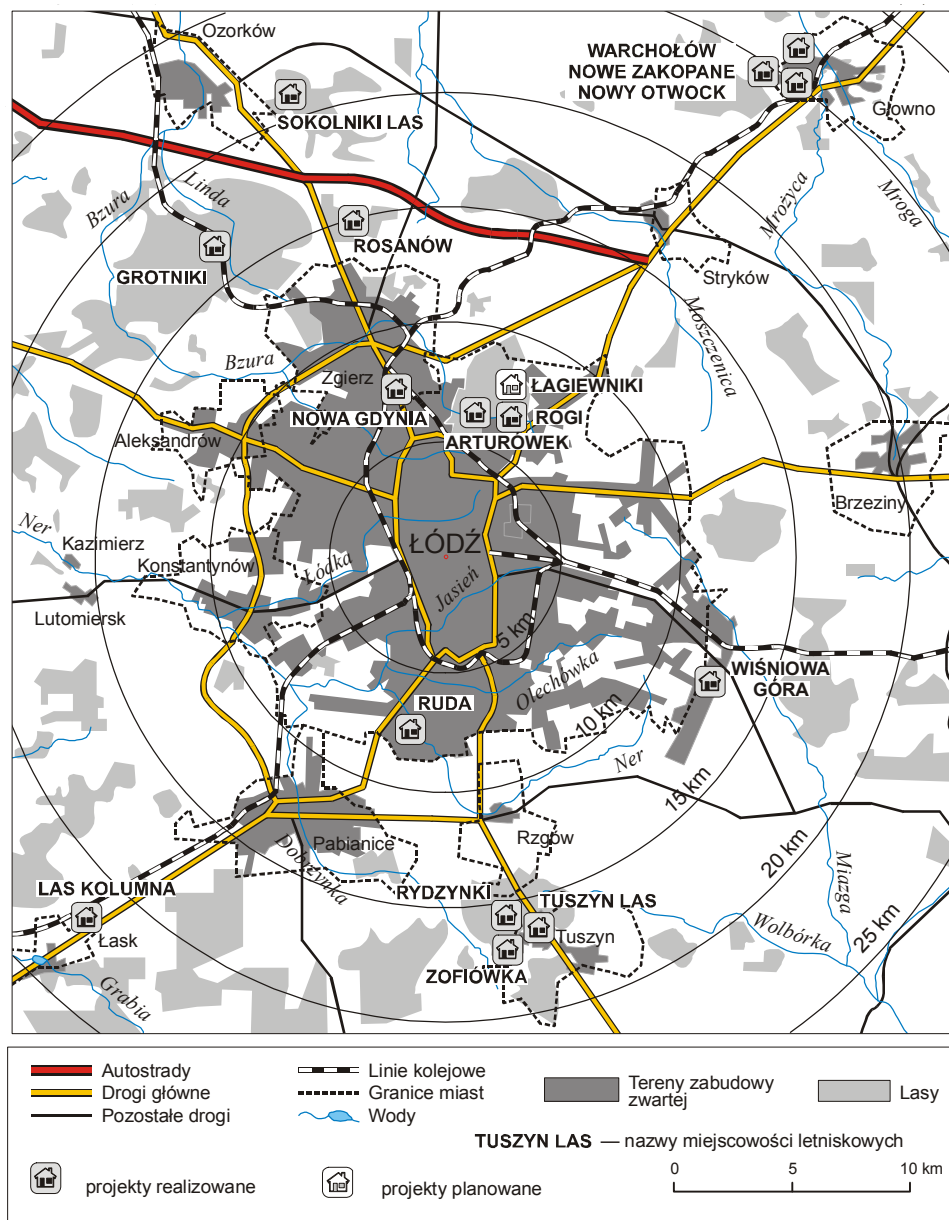 Ozorków
WARCHOŁÓW
NOWE ZAKOPANE
NOWY OTWOCK
Głowno
SOKOLNIKI LAS
Bzura
Linda
Mrożyca
Mroga
ROSANÓW
GROTNIKI
Stryków
Moszczenica
Bzura
Zgierz
ŁAGIEWNIKI
NOWA GDYNIA
ROGI
ARTURÓWEK
Aleksandrów
Brzeziny
Ner
Kazimierz
Konstantynów
Łódka
ŁÓDŹ
Jasień
Lutomiersk
5 km
WIŚNIOWA
GÓRA
Olechówka
RUDA
10 km
Ner
15 km
Pabianice
Rzgów
Dobrzynka
20 km
Miazga
LAS KOLUMNA
RYDZYNKI
TUSZYN LAS
25 km
Łask
Tuszyn
Wolbórka
ZOFIÓWKA
Grabia
Autostrady
Drogi główne
Pozostałe drogi
Linie kolejowe
Granice miast
Wody
Tereny zabudowy
zwartej
Lasy
TUSZYN LAS — nazwy miejscowości letniskowych
projekty realizowane
projekty planowane
0 5 10 km